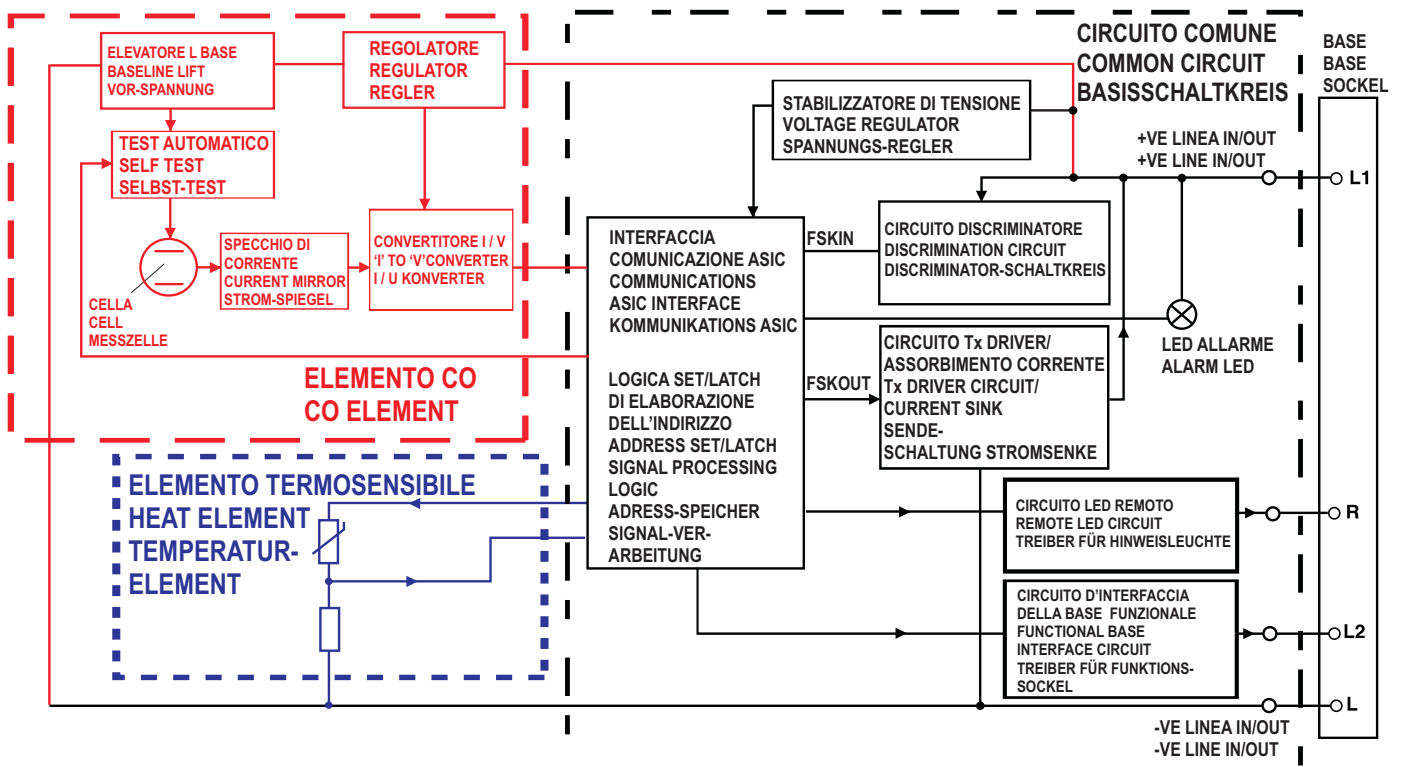 ELEVATORE L BASE
BASELINE LIFT
VOR-SPANNUNG
REGOLATORE
REGULATOR
REGLER
TEST AUTOMATICO
SELF TEST
SELBST-TEST
SPECCHIO DI
CORRENTE
CURRENT MIRROR
STROM-SPIEGEL
CONVERTITORE I / V
'I' TO 'V'CONVERTER
I / U KONVERTER
CELLA
CELL
MESSZELLE
ELEMENTO CO
CO ELEMENT
ELEMENTO TERMOSENSIBILE
HEAT ELEMENT
TEMPERATUR-
ELEMENT
CIRCUITO COMUNE
COMMON CIRCUIT
BASISSCHALTKREIS
STABILIZZATORE DI TENSIONE
VOLTAGE REGULATOR
SPANNUNGS-REGLER
INTERFACCIA
COMUNICAZIONE ASIC
COMMUNICATIONS
ASIC INTERFACE
KOMMUNIKATIONS ASIC
LOGICA SET/LATCH
DI ELABORAZIONE
DELL'INDIRIZZO
ADDRESS SET/LATCH
SIGNAL PROCESSING
LOGIC
ADRESS-SPEICHER
SIGNAL-VER-
ARBEITUNG
FSKIN
CIRCUITO DISCRIMINATORE
DISCRIMINATION CIRCUIT
DISCRIMINATOR-SCHALTKREIS
FSKOUT
CIRCUITO Tx DRIVER/
ASSORBIMENTO CORRENTE
Tx DRIVER CIRCUIT/
CURRENT SINK
SENDE-
SCHALTUNG STROMSENKE
LED ALLARME
ALARM LED
CIRCUITO LED REMOTO
REMOTE LED CIRCUIT
TREIBER FÜR HINWEISLEUCHTE
CIRCUITO D'INTERFACCIA
DELLA BASE FUNZIONALE
FUNCTIONAL BASE
INTERFACE CIRCUIT
TREIBER FÜR FUNKTIONS-
SOCKEL
+VE LINEA IN/OUT
+VE LINE IN/OUT
-VE LINEA IN/OUT
-VE LINE IN/OUT
BASE
BASE
SOCKEL
L1
R
L2
L